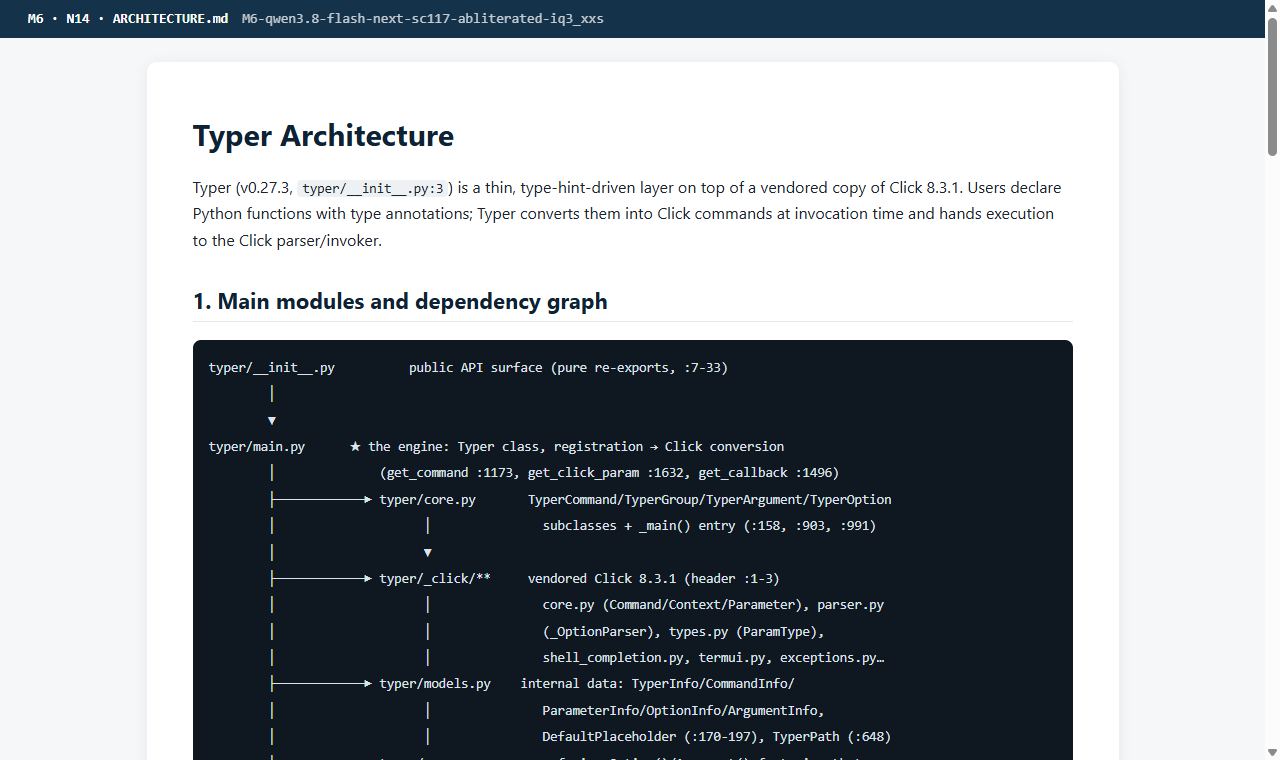 M6 • N14 • ARCHITECTURE.md M6-qwen3.8-flash-next-sc117-abliterated-iq3_xxs
Typer Architecture
Typer (v0.27.3, typer/__init__.py:3 ) is a thin, type-hint-driven layer on top of a vendored copy of Click 8.3.1. Users declare
Python functions with type annotations; Typer converts them into Click commands at invocation time and hands execution
to the Click parser/invoker.
1. Main modules and dependency graph
typer/__init__.py public API surface (pure re-exports, :7-33)
│
▼
typer/main.py ★ the engine: Typer class, registration → Click conversion
│ (get_command :1173, get_click_param :1632, get_callback :1496)
├────────────► typer/core.py TyperCommand/TyperGroup/TyperArgument/TyperOption
│ │ subclasses + _main() entry (:158, :903, :991)
│ ▼
├────────────► typer/_click/** vendored Click 8.3.1 (header :1-3)
│ │ core.py (Command/Context/Parameter), parser.py
│ │ (_OptionParser), types.py (ParamType),
│ │ shell_completion.py, termui.py, exceptions.py…
├────────────► typer/models.py internal data: TyperInfo/CommandInfo/
│ │ ParameterInfo/OptionInfo/ArgumentInfo,
│ │ DefaultPlaceholder (:170-197), TyperPath (:648)